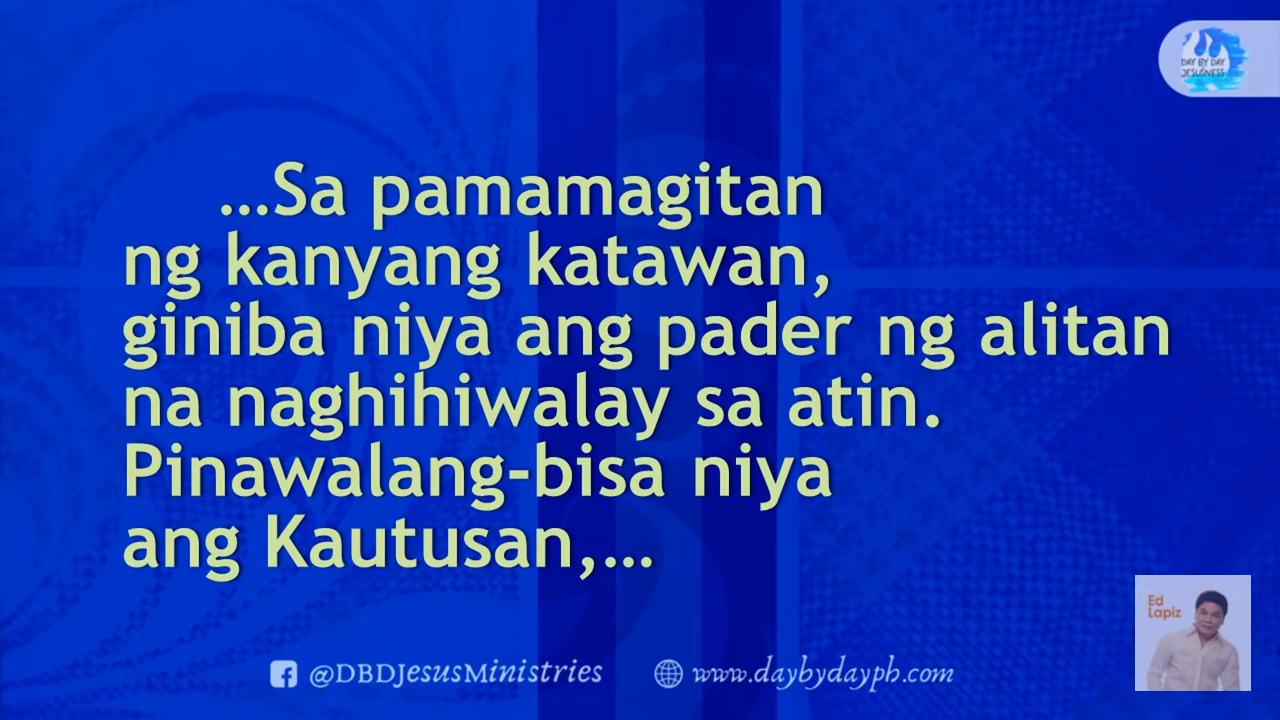 DAY BY DAY
JESUSNESS
...Sa pamamagitan
ng kanyang katawan,
giniba niya ang pader ng alitan
na naghihiwalay sa atin.
Pinawalang-bisa niya
ang Kautusan,...
Ed
Lapiz
@DBDJesusMinistries
www.daybydayph.com